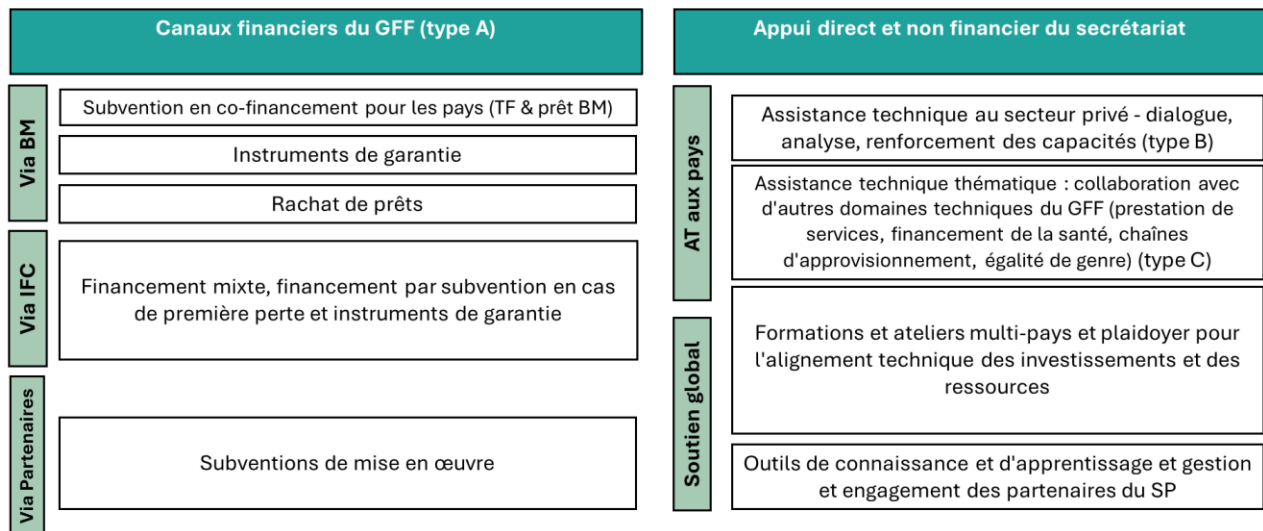 Canaux financiers du GFF (type A)
Via BM
Subvention en co-financement pour les pays (TF & prêt BM)
Instruments de garantie
Rachat de prêts
Via IFC
Financement mixte, financement par subvention en cas
de première perte et instruments de garantie
Via Partenaires
Subventions de mise en œuvre
Appui direct et non financier du secrétariat
AT aux pays
Assistance technique au secteur privé - dialogue,
analyse, renforcement des capacités (type B)
Assistance technique thématique : collaboration avec
d'autres domaines techniques du GFF (prestation de
services, financement de la santé, chaînes
d'approvisionnement, égalité de genre) (type C)
Soutien global
Formations et ateliers multi-pays et plaidoyer pour
l'alignement technique des investissements et des
ressources
Outils de connaissance et d'apprentissage et gestion
et engagement des partenaires du SP